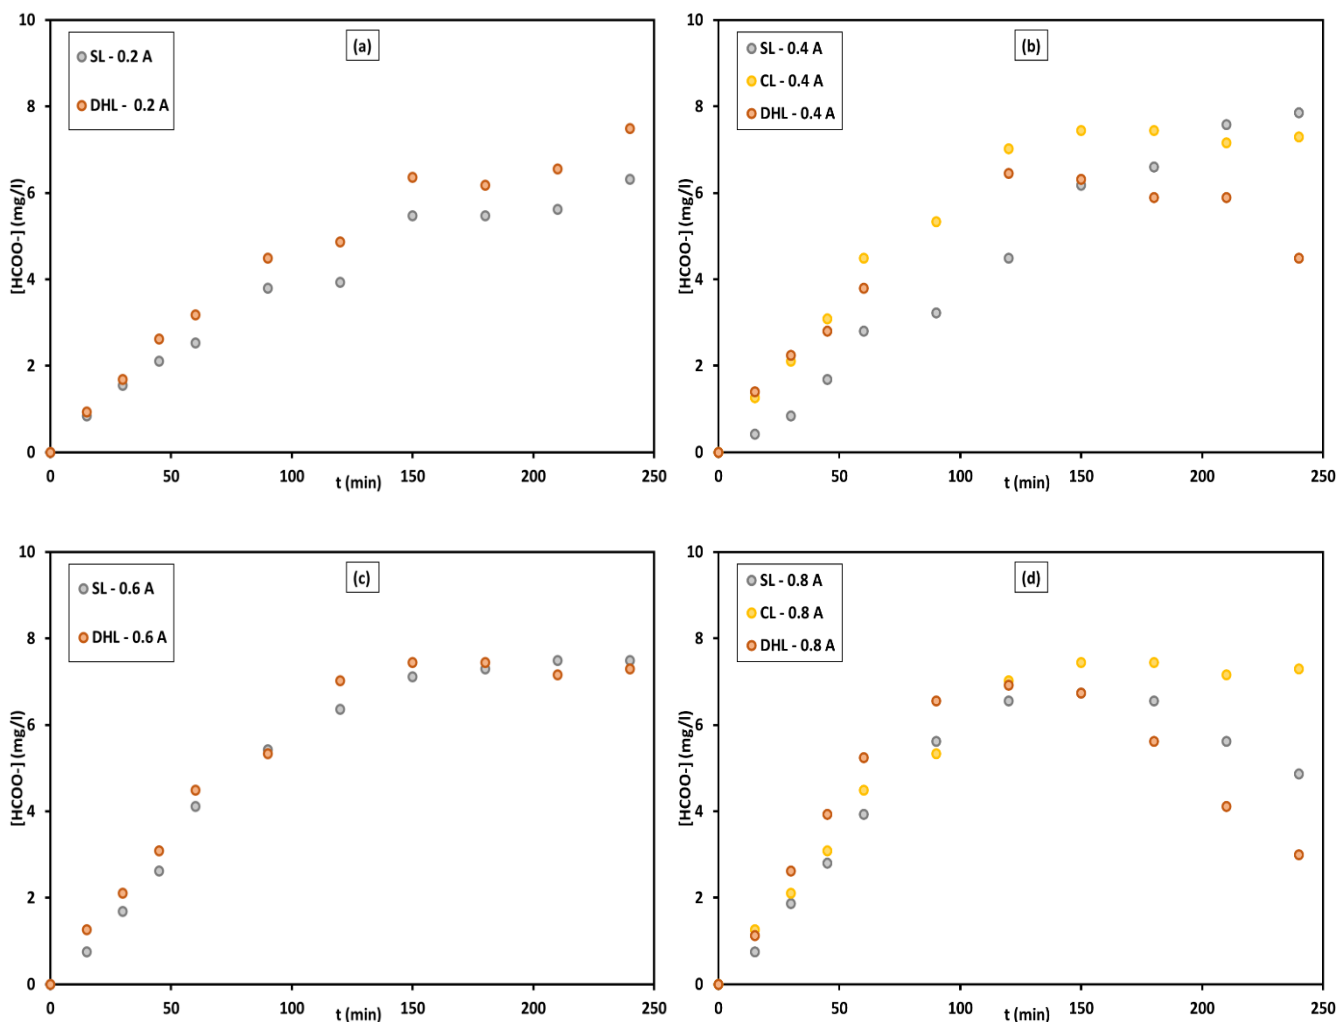 10
8
6
4
2
0
[HCOO-] (mg/l)
SL - 0.2 A
DHL - 0.2 A
(a)
0 50 100 150 200 250
t (min)
10
8
6
4
2
0
[HCOO-] (mg/l)
SL - 0.4 A
CL - 0.4 A
DHL - 0.4 A
(b)
0 50 100 150 200 250
t (min)
10
8
6
4
2
0
[HCOO-] (mg/l)
SL - 0.6 A
DHL - 0.6 A
(c)
0 50 100 150 200 250
t (min)
10
8
6
4
2
0
[HCOO-] (mg/l)
SL - 0.8 A
CL - 0.8 A
DHL - 0.8 A
(d)
0 50 100 150 200 250
t (min)